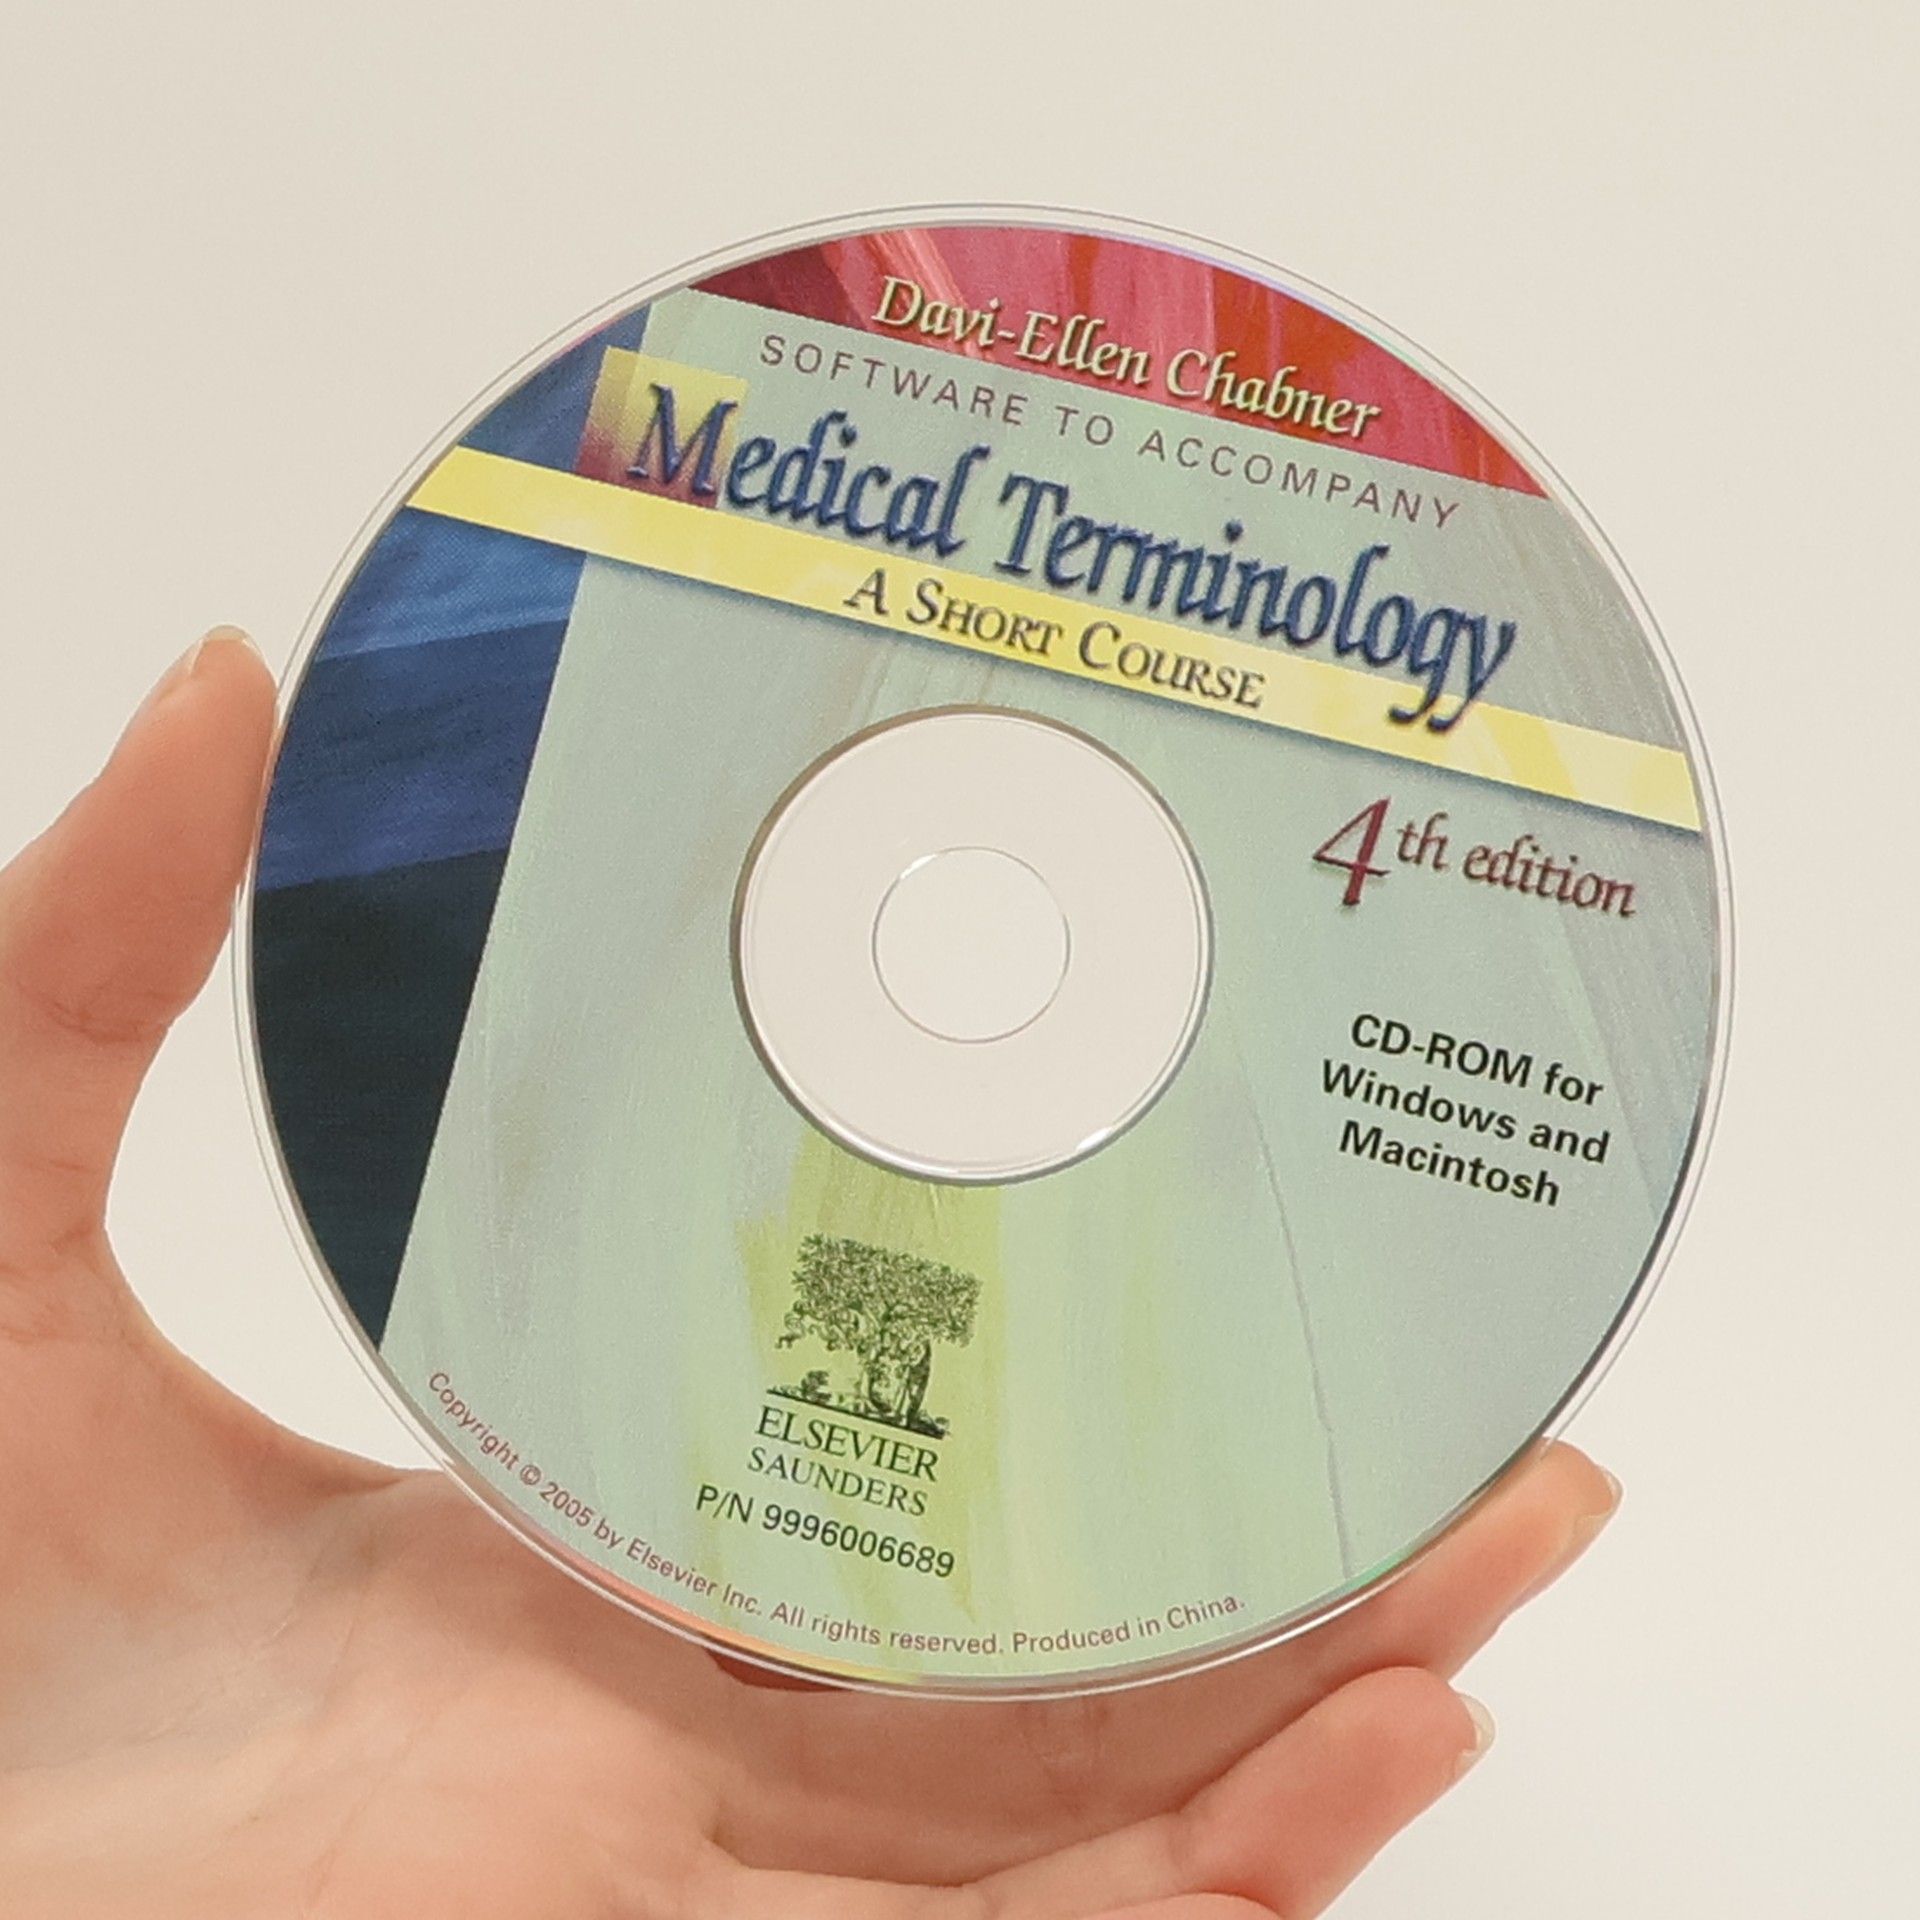 Davi-Ellen Chabner
SOFTWARE TO ACCOMPANY
Medical Terminology
A SHORT COURSE
4th edition
CD-ROM for
Windows and
Macintosh
ELSEVIER
SAUNDERS
P/N 9996006689
Copyright © 2005 by Elsevier Inc. All rights reserved. Produced in China.